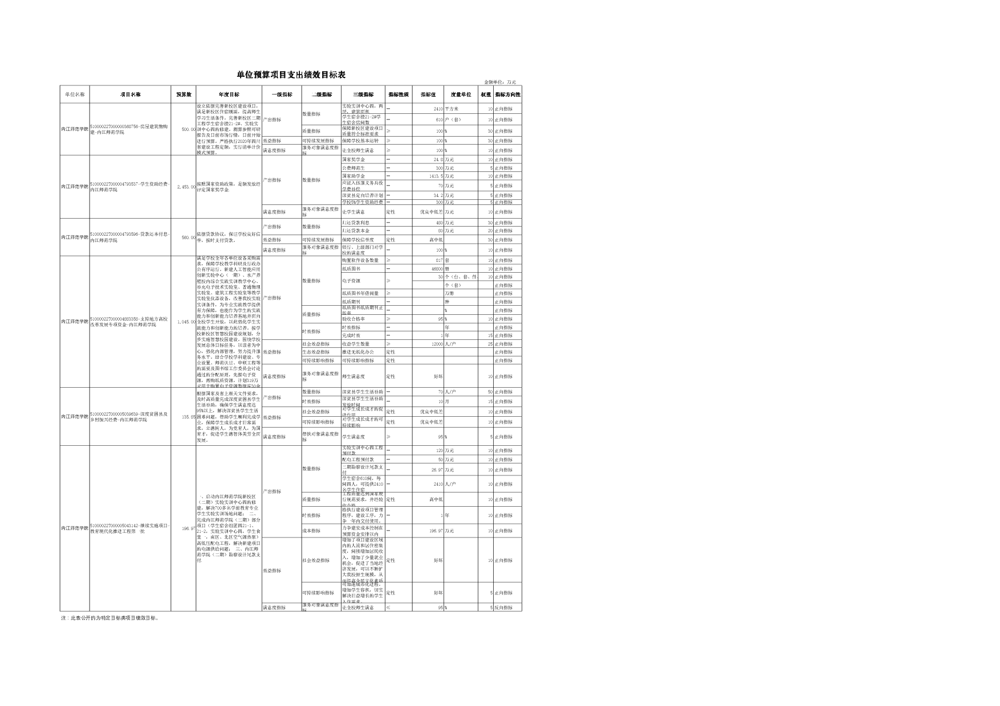 单位预算项目支出绩效目标表
金额单位：万元
单位名称 项目名称 预算数 年度目标 一级指标 二级指标 三级指标 指标性质 指标值 度量单位 权重 指标方向性
内江师范学院 51000022T000000368756-房屋建筑物购建-内江师范学院 500.00 设立依据完善新校区建设项目，满足新校区住宿刚需，提高师生学习生活条件。完善新校区二期工程学生宿舍楼21-2#、实验实训中心四的修建。测算参照可研报告及目前市场行情，目前开始进行预算。严格执行2020年四川省建设工程定额，实行清单计价模式预算。
产出指标 数量指标 实验实训中心四，两层，建筑面积 ＝ 2410 平方米 10 正向指标
学生宿舍楼21-2#学生宿舍房间数 ＝ 610 户（套） 10 正向指标
质量指标 保障新校区建设项目质量符合标准要求 ≥ 100 % 30 正向指标
效益指标 可持续发展指标 保障学校基本运转 ≥ 100 % 30 正向指标
满意度指标 服务对象满意度指标 让全校师生满意 ≥ 100 % 10 正向指标
内江师范学院 51000022T000004793537-学生资助经费-内江师范学院 2,453.00 按照国家资助政策，足额发放经评定国家奖学金
产出指标 数量指标 国家奖学金 ＝ 24.8 万元 10 正向指标
公费师范生 ＝ 300 万元 5 正向指标
国家助学金 ＝ 1413.5 万元 10 正向指标
应征入伍服义务兵役学费补偿 ＝ 70 万元 5 正向指标
深贫县定向培养计划 ＝ 34.2 万元 5 正向指标
学校5%学生资助经费 ＝ 300 万元 5 正向指标
满意度指标 服务对象满意度指标 让学生满意 定性 优良中低差 万元 10 正向指标
内江师范学院 51000022T000004793596-贷款还本付息-内江师范学院 560.00 依据贷款协议，保证学校良好信誉，按时支付贷款。
产出指标 数量指标 归还贷款利息 ＝ 480 万元 30 正向指标
归还贷款本金 ＝ 80 万元 20 正向指标
效益指标 可持续发展指标 保障学校信誉度 定性 高中低 30 正向指标
满意度指标 服务对象满意度指标 银行、上级部门对学校的满意度 ＝ 100 % 10 正向指标
内江师范学院 51000022T000004883358-支持地方高校改革发展专项资金-内江师范学院 1,045.00 满足学校全年各单位设备采购需求，保障学校教学科研及行政办公有序运行。新建人工智能应用创新实验中心（一期）、水产养殖校内综合实践实训教学中心、补充电子技术实验室、普通物理实验室、建筑工程实验室等教学实验室仪器设备，改善我校实验实训条件，为专业实践教学提供有力保障，也能作为学生的实践能力和创新能力培养基地并面向全校学生开放，以此强化学生实践能力和创新能力的培养。按学校新校区智慧校园建设规划，分步实施智慧校园建设。围绕学校发展总体目标任务，以读者为中心，强化内部管理，努力提升服务水平。结合学校学科建设、专业设置、师范认证、申硕工程等的需要及图书馆工作委员会讨论通过的分配原则，先报电子资源，再购纸质资源。计划319万元用于购置电子资源数据库30余
产出指标 数量指标 购置软件设备数量 ≥ 817 套 10 正向指标
纸质图书 ＝ 46800 册 10 正向指标
电子资源 ≥ 30 个（台、套、件、 10 正向指标
个（套） 正向指标
纸质图书年借阅量 ≥ 万册 正向指标
纸质期刊 ＝ 种 正向指标
质量指标 纸质图书纸质期刊正版率 ＝ % 正向指标
验收合格率 ≥ 95 % 10 正向指标
时效指标 时效指标 ＝ 年 正向指标
完成时效 ＝ 1 年 15 正向指标
效益指标 社会效益指标 收益学生数量 ≥ 12000 人/户 25 正向指标
生态效益指标 推进无纸化办公 定性 正向指标
可持续影响指标 可持续影响指标 定性 正向指标
满意度指标 服务对象满意度指标 师生满意度 定性 好坏 10 正向指标
内江师范学院 51000022T000005039639-深度贫困县及乡村振兴经费-内江师范学院 135.85 根据国家及省上相关文件要求，及时高质量完成深度贫困县学生生活补助，确保学生满意度达95%以上，解决深贫县学生生活困难问题，帮助学生顺利完成学业，保障学生成长成才日常需求，立德树人，为党育人，为国育才，促进学生德智体美劳全面发展。
产出指标 数量指标 深贫县学生生活补助 ＝ 70 人/户 50 正向指标
时效指标 深贫县学生生活补助发放时间 ＝ 10 月 15 正向指标
效益指标 社会效益指标 对学生成长成才的促进作用 定性 优良中低差 10 正向指标
可持续影响指标 对学生成长成才的可持续影响 定性 优良中低差 10 正向指标
满意度指标 帮扶对象满意度指标 学生满意度 ≥ 95 % 5 正向指标
内江师范学院 51000022T000005043142-继续实施项目-教育现代化推进工程第一批 196.97 一、启动内江师范学院新校区（二期）实验实训中心四的修建，解决700多名学前教育专业学生实验实训场地问题； 二、完成内江师范学院（二期）部分项目（学生宿舍组团四21-1、21-2，实验实训中心四，学生食堂一，南区、北区空气源热泵）高低压配电工程，解决新建项目的电源供给问题； 三、内江师范学院（二期）勘察设计尾款支付
产出指标 数量指标 实验实训中心四工程预付款 ＝ 120 万元 10 正向指标
配电工程预付款 ＝ 50 万元 10 正向指标
二期勘察设计尾款支付 ＝ 26.97 万元 10 正向指标
学生宿舍610间，每间四人，可提供2410名学生住宿 ＝ 2410 人/户 10 正向指标
质量指标 工程质量达到国家现行规范要求，并经验收合格 定性 高中低 10 正向指标
时效指标 格执行建设项目管理程序，建设工序，力争一年内交付使用。 ＝ 1 年 10 正向指标
成本指标 力争建安成本控制在预算资金安排以内 ＝ 196.97 万元 10 正向指标
效益指标 社会效益指标 增加了项目建设区域内的人流和居住密集度，间接增加居民收入，增加了少量就业机会，促进了当地经济发展，可以不断扩大我校招生规模，从而提高全民文化素质 定性 好坏 10 正向指标
可持续影响指标 可加速城市化进程。增加学生容积，切实解决日益增长的学生入住需求。 定性 好坏 5 正向指标
满意度指标 服务对象满意度指标 让全校师生满意 ≤ 95 % 5 反向指标
注：此表公开的为特定目标类项目绩效目标。